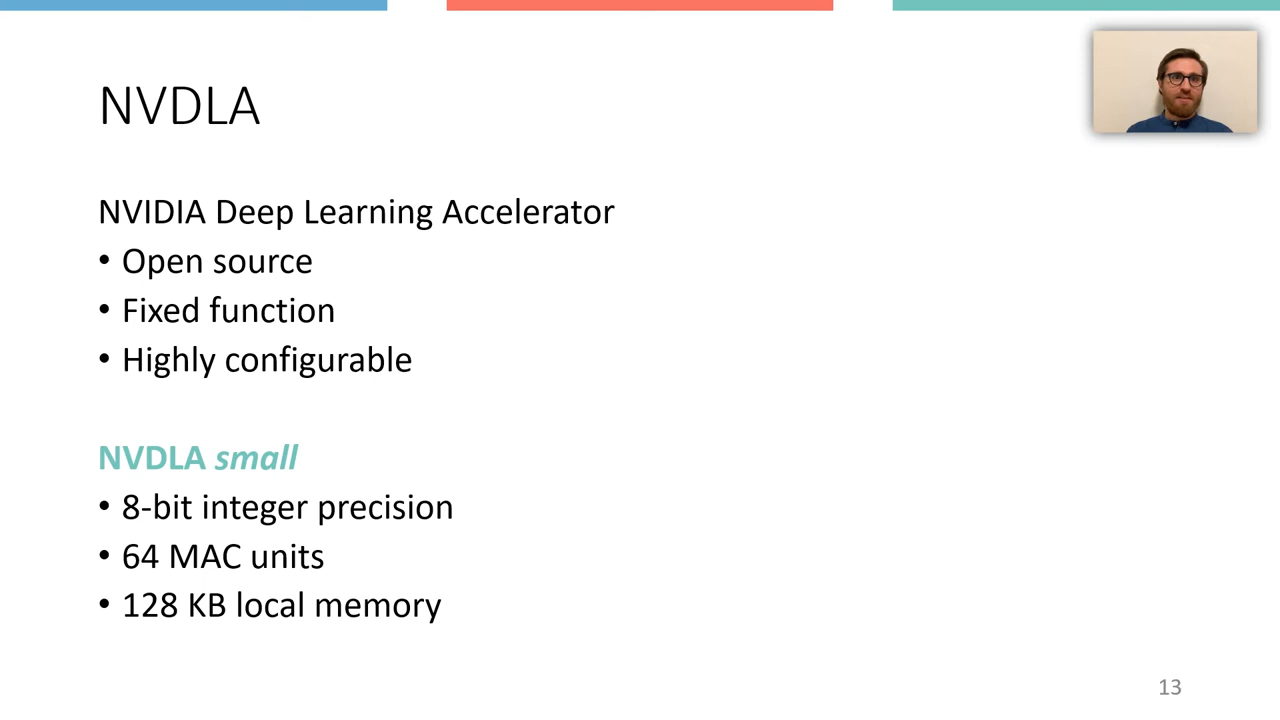 NVDLA
NVIDIA Deep Learning Accelerator
• Open source
• Fixed function
• Highly configurable
NVDLA small
• 8-bit integer precision
• 64 MAC units
• 128 KB local memory
13